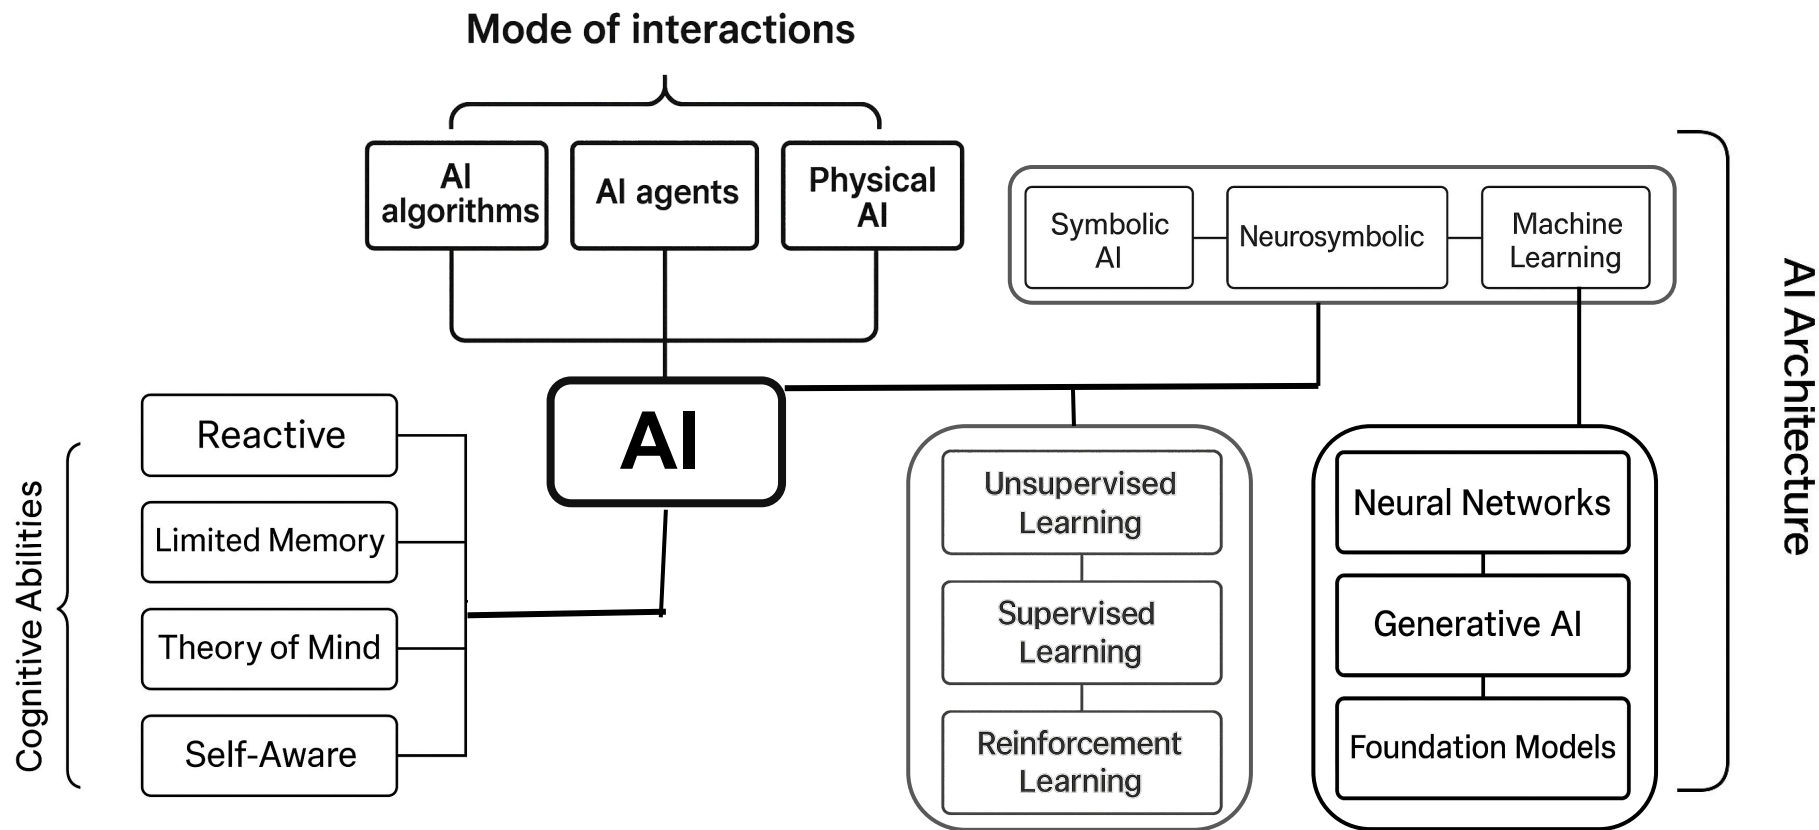 Mode of interactions
AI
algorithms
AI agents
Physical
AI
Symbolic
AI
Neurosymbolic
Machine
Learning
AI Architecture
AI
Cognitive Abilities
Reactive
Limited Memory
Theory of Mind
Self-Aware
Unsupervised
Learning
Supervised
Learning
Reinforcement
Learning
Neural Networks
Generative AI
Foundation Models